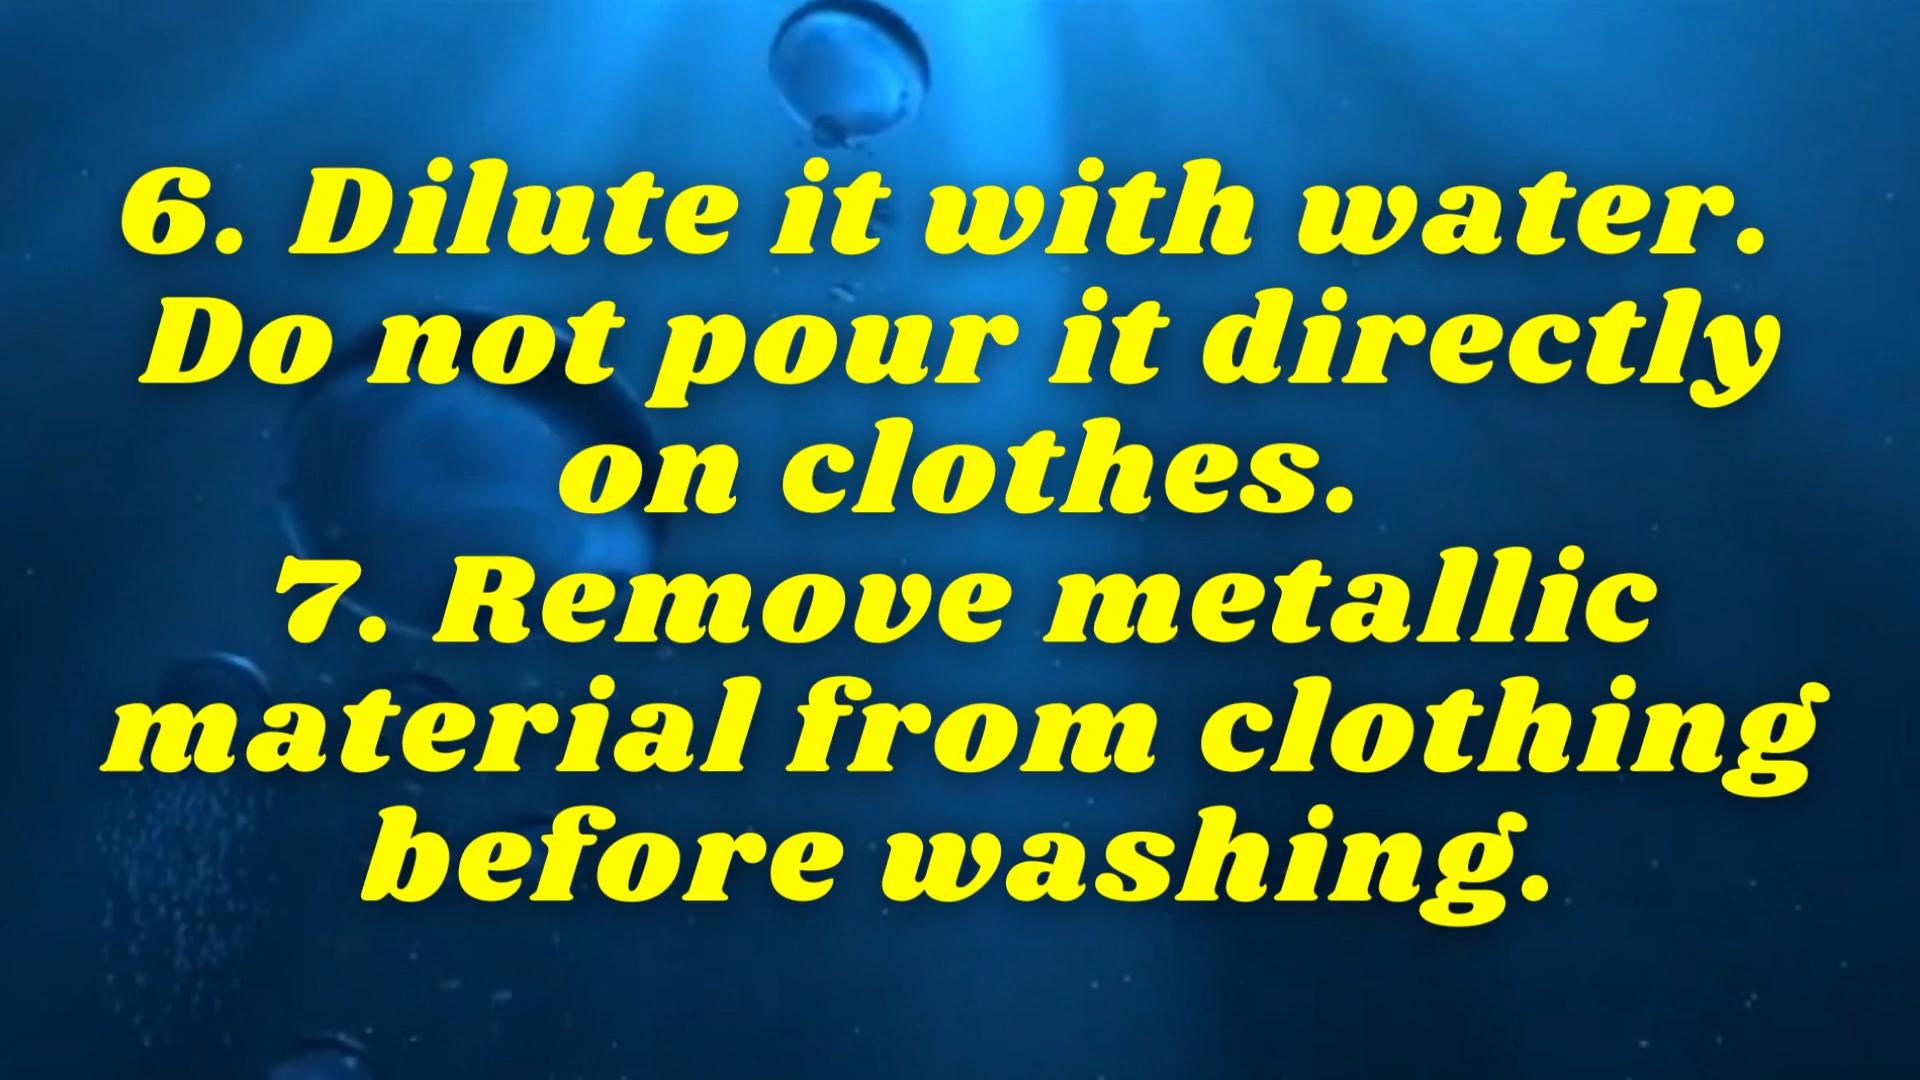 6. Dilute it with water.
Do not pour it directly
on clothes.
7. Remove metallic
material from clothing
before washing.